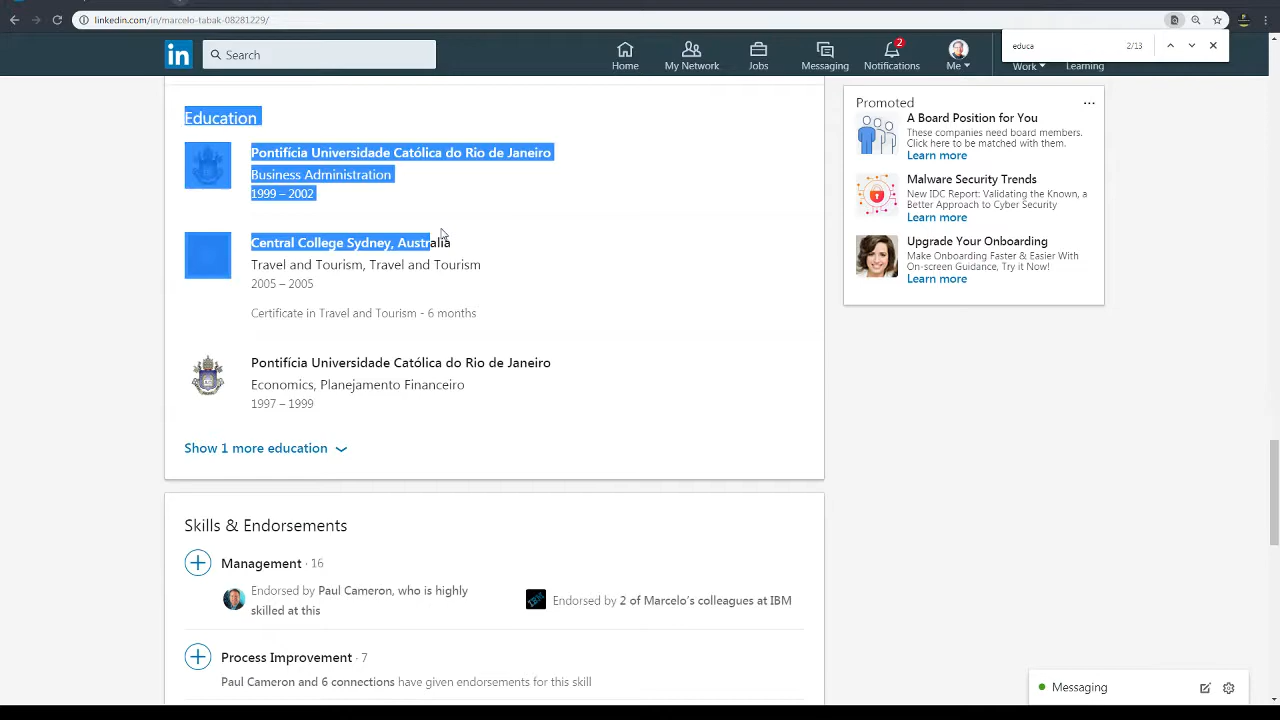 linkedin.com/in/marcelo-tabak-08281229/
educa
2/13
in
Search
Home
My Network
Jobs
Messaging
2
Notifications
Me
Work
Learning
Education
Pontifícia Universidade Católica do Rio de Janeiro
Business Administration
1999 – 2002
Central College Sydney, Australia
Travel and Tourism, Travel and Tourism
2005 – 2005
Certificate in Travel and Tourism - 6 months
Pontifícia Universidade Católica do Rio de Janeiro
Economics, Planejamento Financeiro
1997 – 1999
Show 1 more education
Skills & Endorsements
Management · 16
Endorsed by Paul Cameron, who is highly
skilled at this
IBM
Endorsed by 2 of Marcelo’s colleagues at IBM
Process Improvement · 7
Paul Cameron and 6 connections have given endorsements for this skill
Promoted
A Board Position for You
These companies need board members.
Click here to be matched with them.
Learn more
Malware Security Trends
New IDC Report: Validating the Known, a
Better Approach to Cyber Security
Learn more
Upgrade Your Onboarding
Make Onboarding Faster & Easier With
On-screen Guidance, Try it Now!
Learn more
Messaging